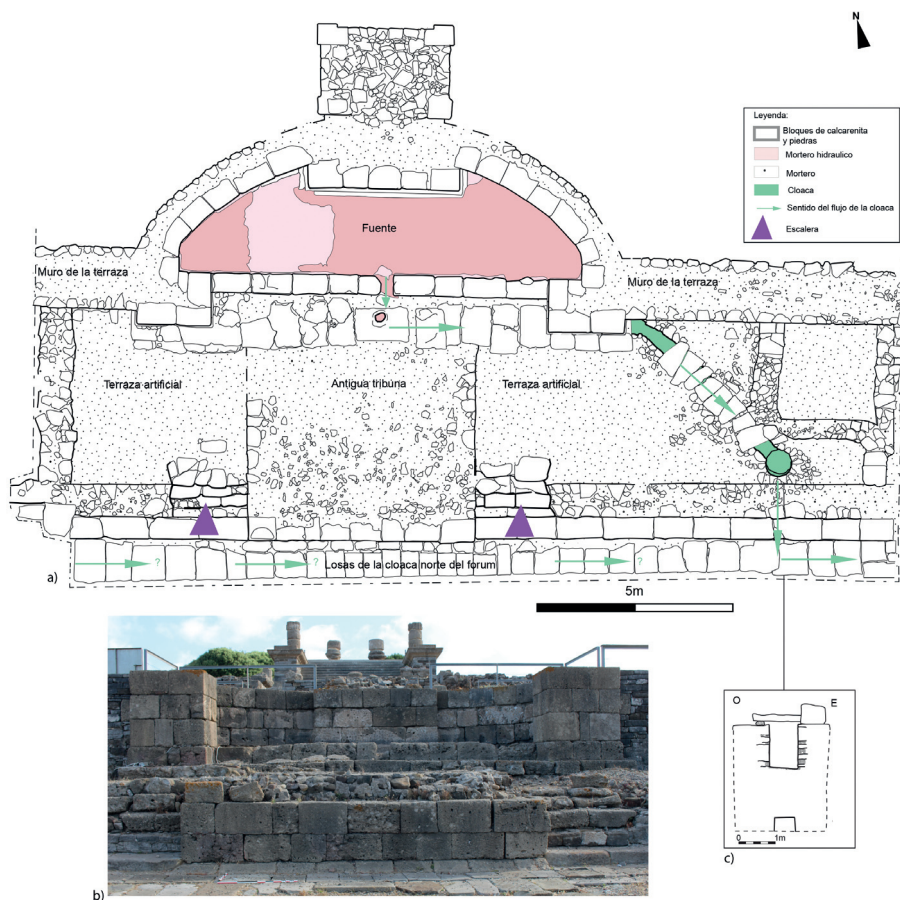 N
Leyenda:
Bloques de calcarenita
y piedras
Mortero hidraulico
Mortero
Cloaca
Sentido del flujo de la cloaca
Escalera
Fuente
Muro de la terraza
Muro de la terraza
Terraza artificial
Antigua tribuna
Terraza artificial
? ? Losas de la cloaca norte del forum ?
a)
5m
b)
O E
0 1m
c)